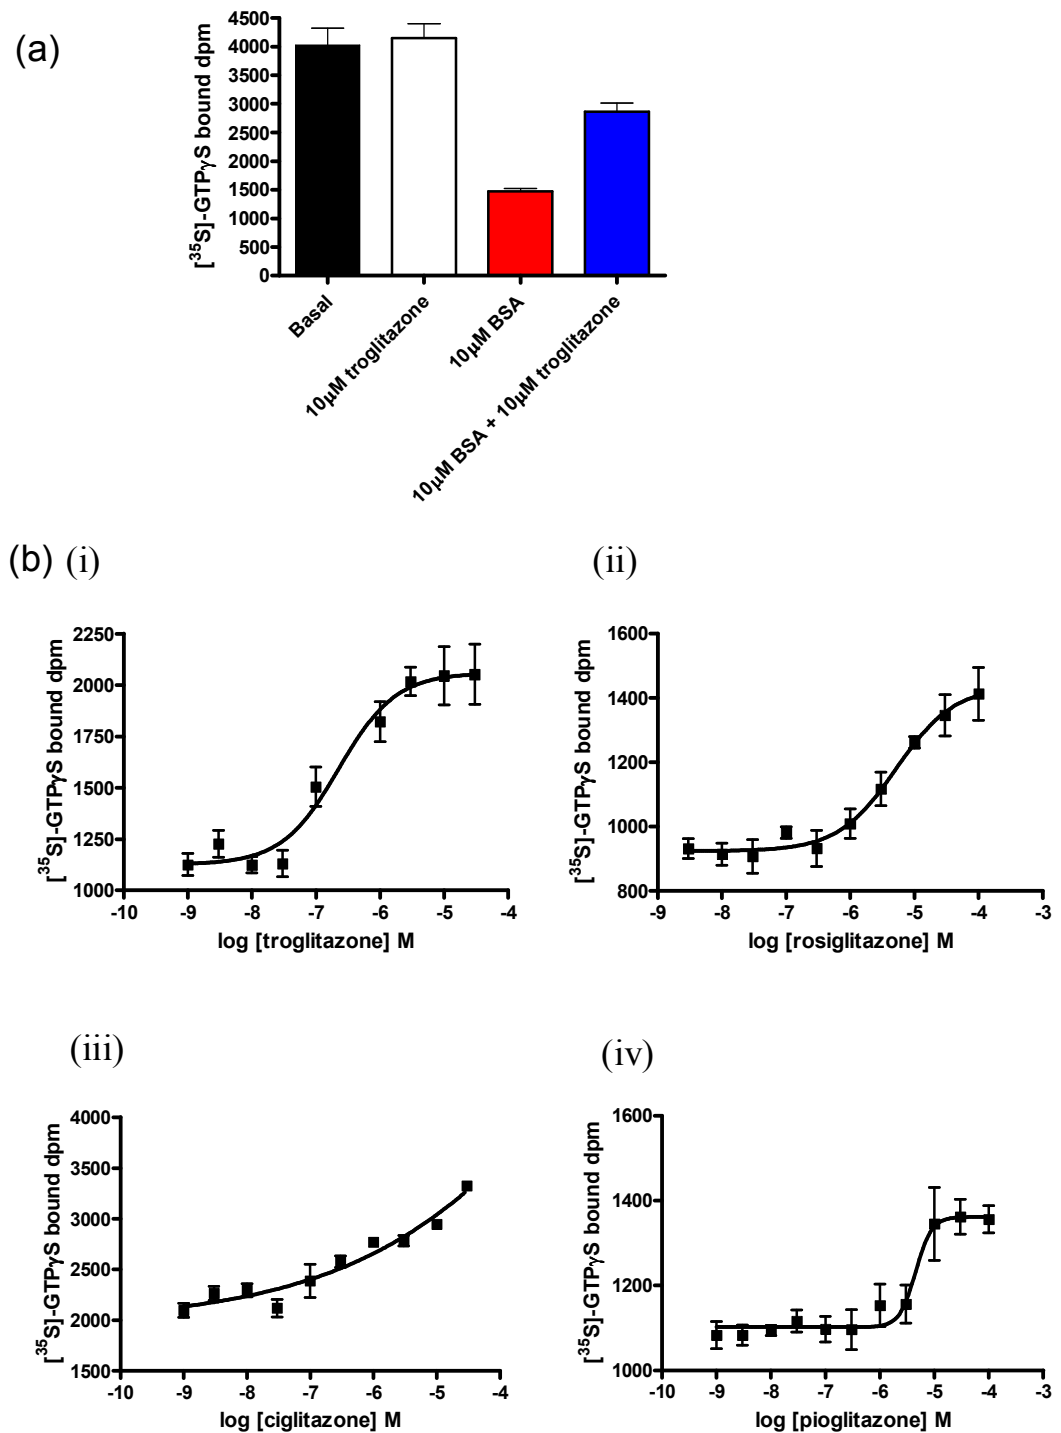 (a)
[35S]-GTPγS bound dpm
4500
4000
3500
3000
2500
2000
1500
1000
500
0
Basal
10μM troglitazone
10μM BSA
10μM BSA + 10μM troglitazone
(b) (i)
[35S]-GTPγS bound dpm
2250
2000
1750
1500
1250
1000
-10 -9 -8 -7 -6 -5 -4
log [troglitazone] M
(ii)
[35S]-GTPγS bound dpm
1600
1400
1200
1000
800
-9 -8 -7 -6 -5 -4 -3
log [rosiglitazone] M
(iii)
[35S]-GTPγS bound dpm
4000
3500
3000
2500
2000
1500
-10 -9 -8 -7 -6 -5 -4
log [ciglitazone] M
(iv)
[35S]-GTPγS bound dpm
1600
1400
1200
1000
-10 -9 -8 -7 -6 -5 -4 -3
log [pioglitazone] M